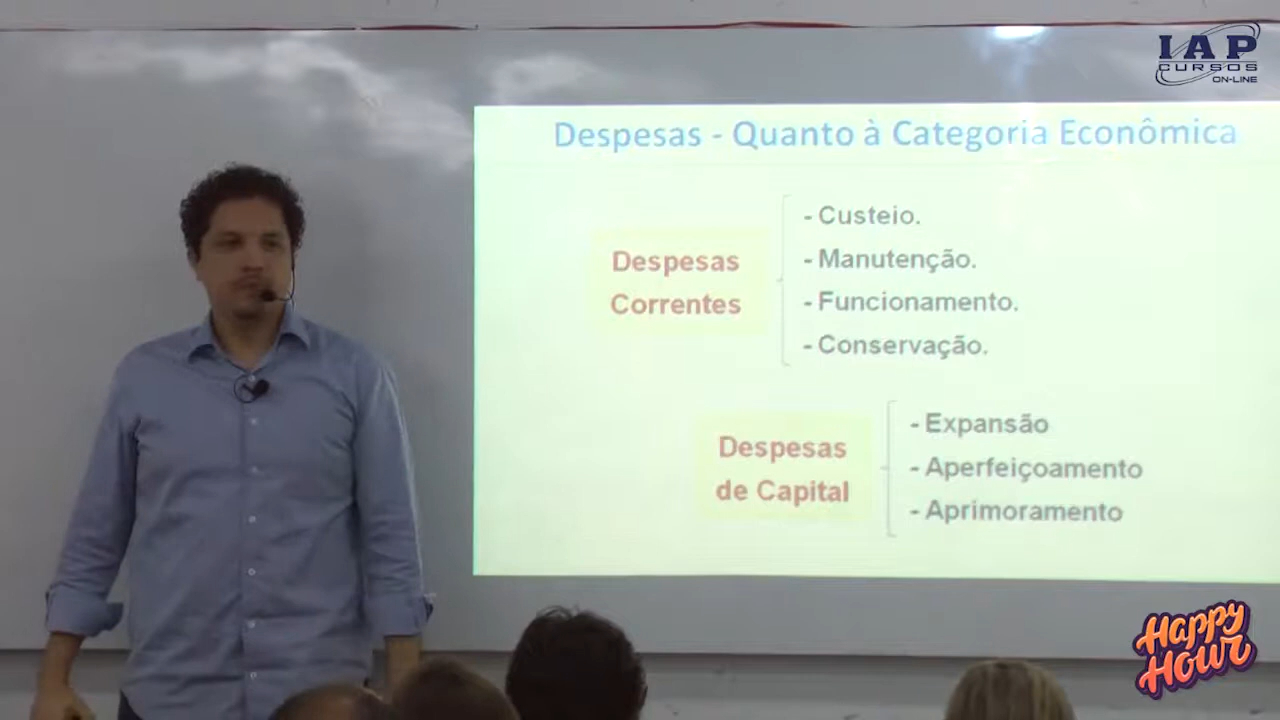 IAP
CURSOS
ON-LINE
Despesas - Quanto à Categoria Econômica
- Custeio.
Despesas
- Manutenção.
Correntes
- Funcionamento.
- Conservação.
- Expansão
Despesas
- Aperfeiçoamento
de Capital
- Aprimoramento
Happy
Hour